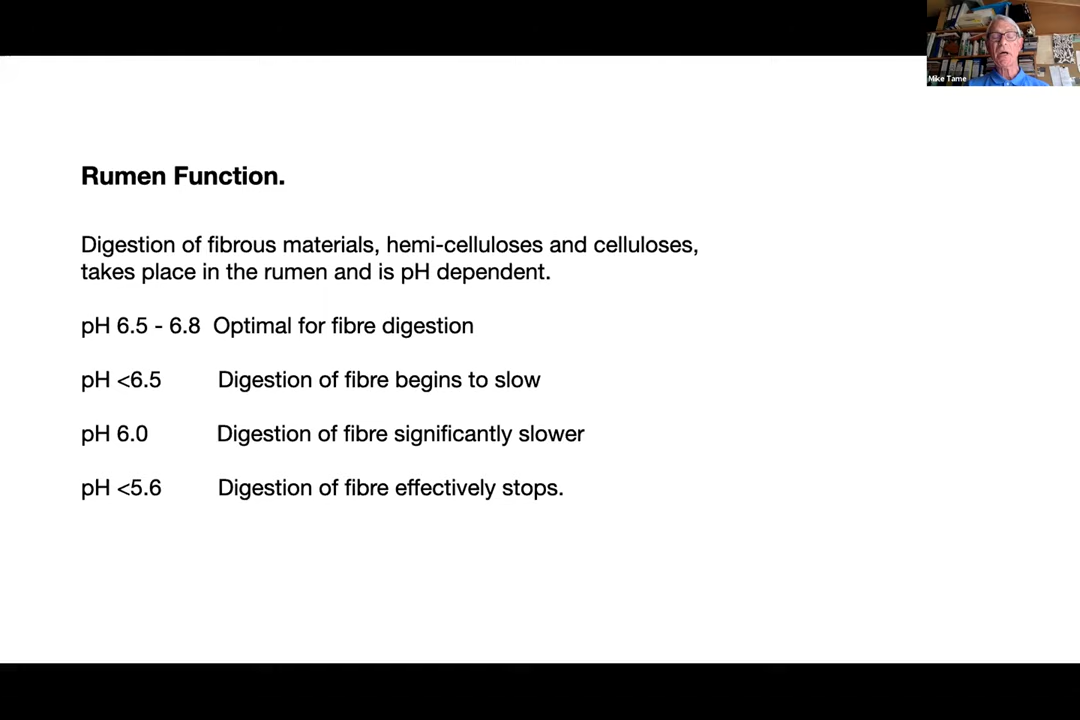 Mike Tame
Rumen Function.
Digestion of fibrous materials, hemi-celluloses and celluloses,
takes place in the rumen and is pH dependent.
pH 6.5 - 6.8 Optimal for fibre digestion
pH <6.5 Digestion of fibre begins to slow
pH 6.0 Digestion of fibre significantly slower
pH <5.6 Digestion of fibre effectively stops.